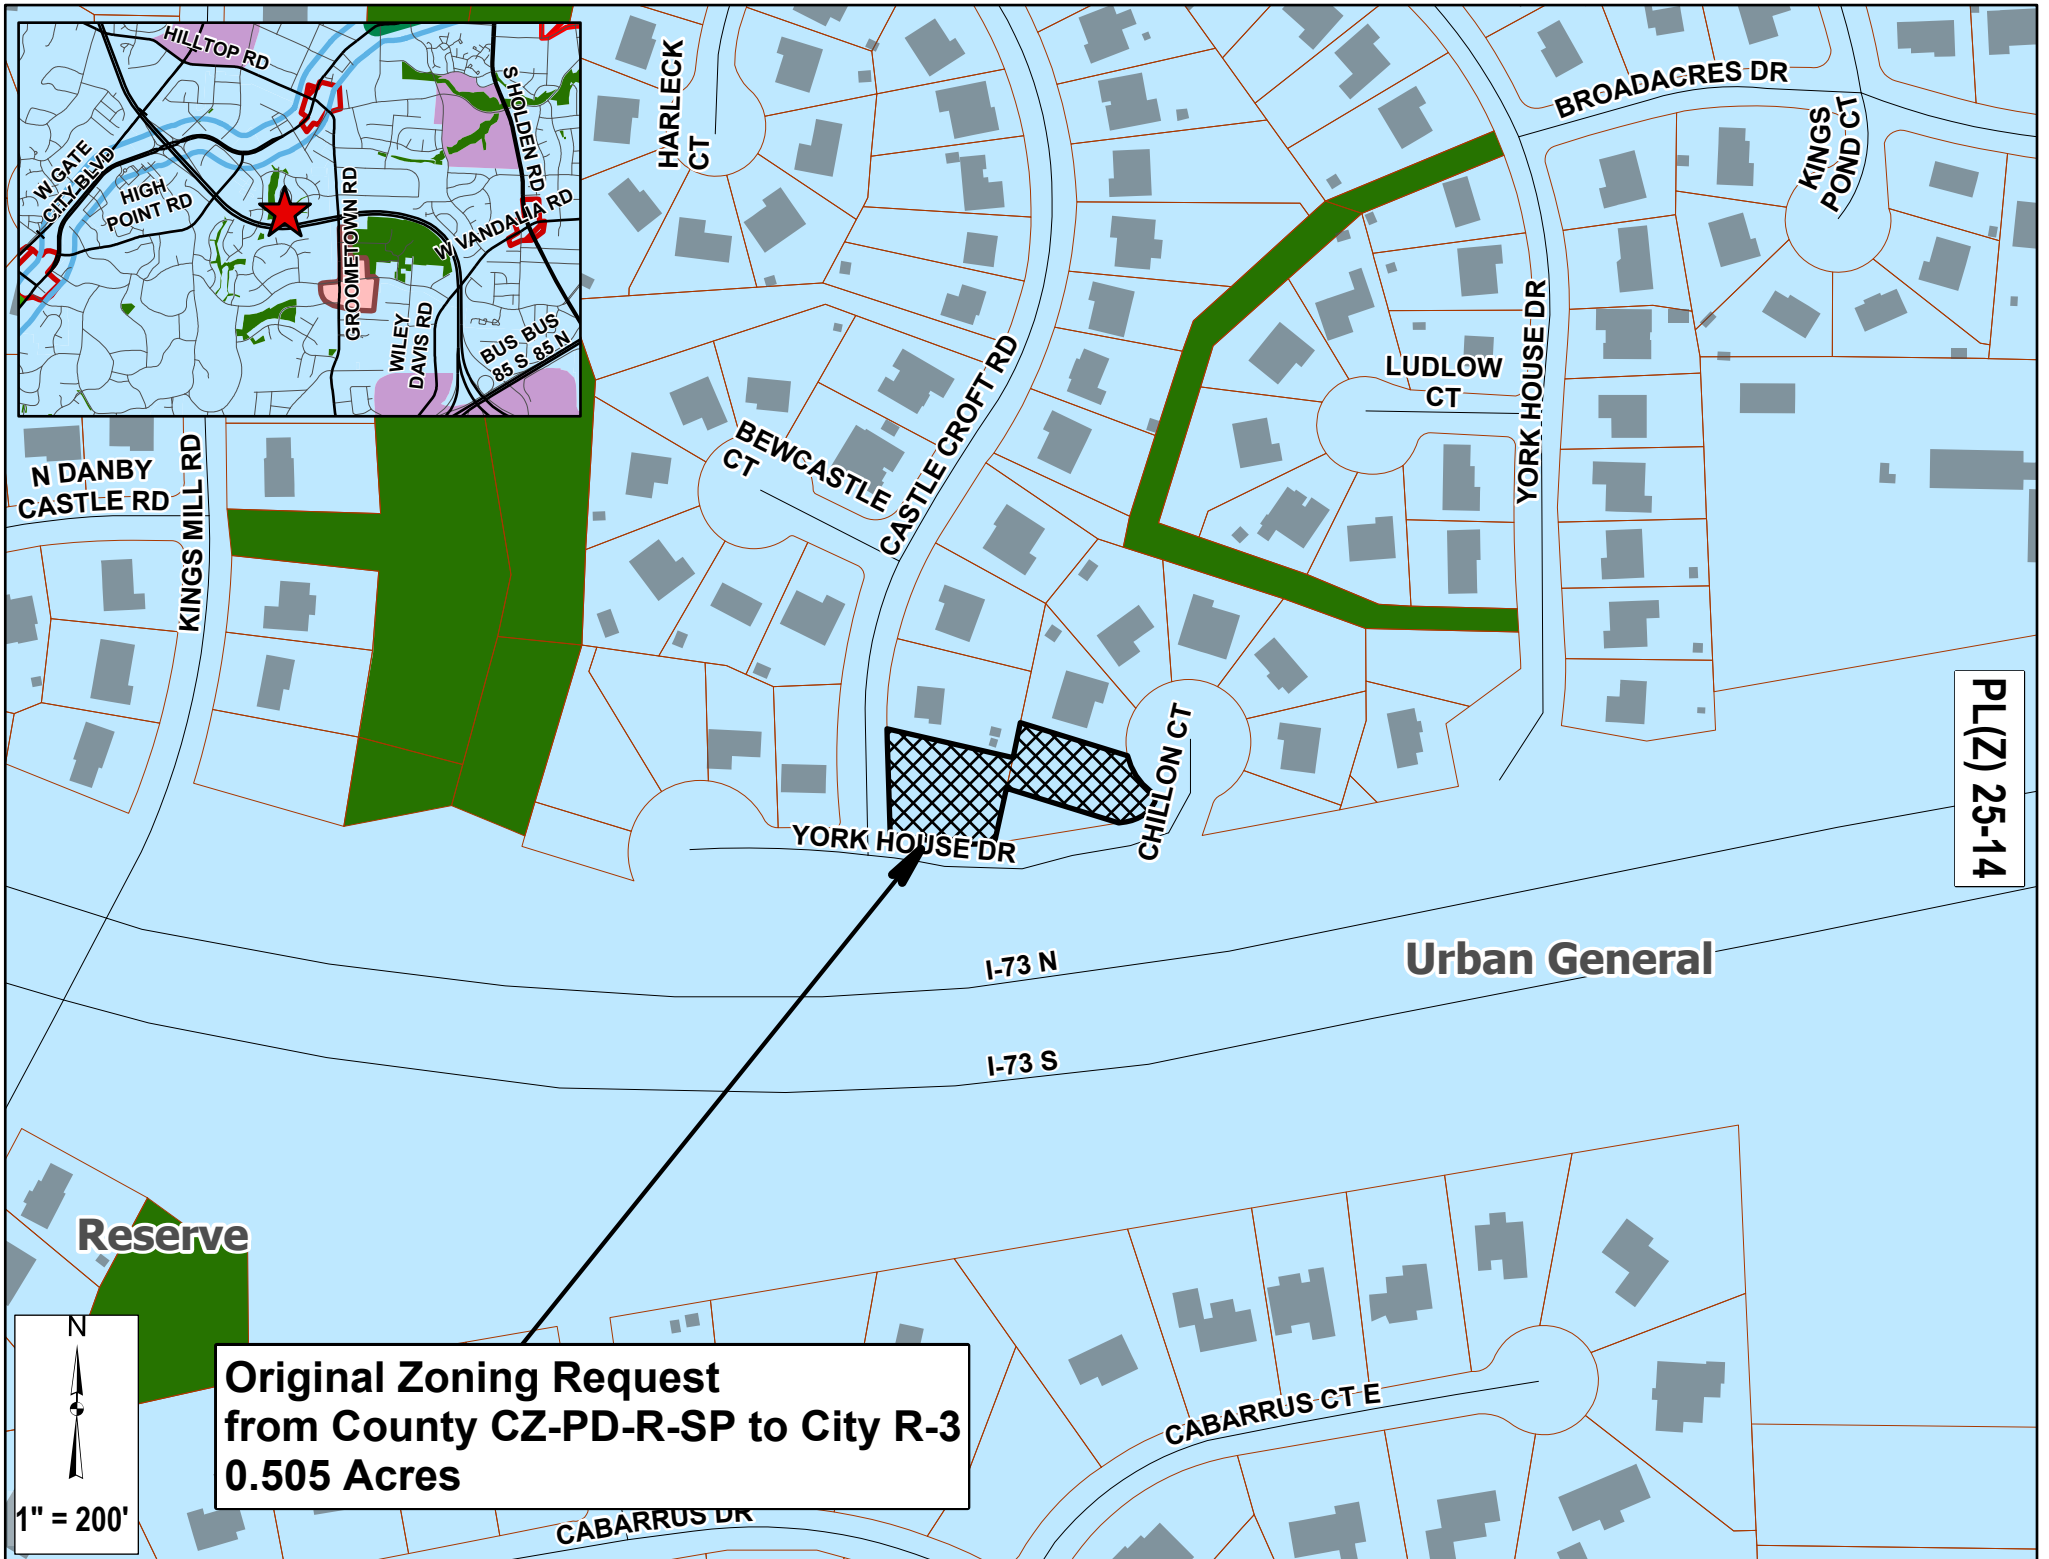 HILLTOP RD
S HOLDEN RD
W GATE
CITY BLVD
HIGH
POINT RD
GROOMETOWN RD
W VANDALIA RD
WILEY
DAVIS RD
BUS BUS
85 S 85 N
HARLECK
CT
BROADACRES DR
KINGS
POND CT
CASTLE CROFT RD
YORK HOUSE DR
LUDLOW
CT
BEWCASTLE
CT
N DANBY
CASTLE RD
KINGS MILL RD
CHILLON CT
YORK HOUSE DR
PL(Z) 25-14
I-73 N
Urban General
I-73 S
Reserve
N
1" = 200'
Original Zoning Request
from County CZ-PD-R-SP to City R-3
0.505 Acres
CABARRUS CT E
CABARRUS DR